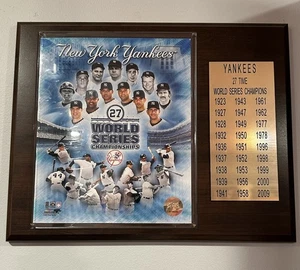 New York Yankees
27
WORLD
SERIES
CHAMPIONSHIPS
YANKEES
27 TIME
WORLD SERIES CHAMPIONS
1923 1943 1961
1927 1947 1962
1928 1949 1977
1932 1950 1978
1936 1951 1996
1937 1952 1998
1938 1953 1999
1939 1956 2000
1941 1958 2009